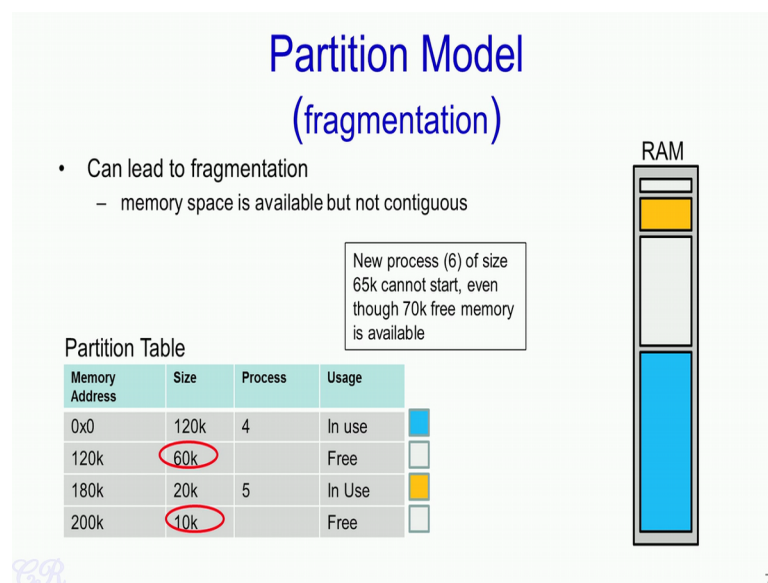 Partition Model
(fragmentation)
RAM
• Can lead to fragmentation
– memory space is available but not contiguous
New process (6) of size
65k cannot start, even
though 70k free memory
is available
Partition Table
Memory Address Size Process Usage
0x0 120k 4 In use
120k 60k Free
180k 20k 5 In Use
200k 10k Free